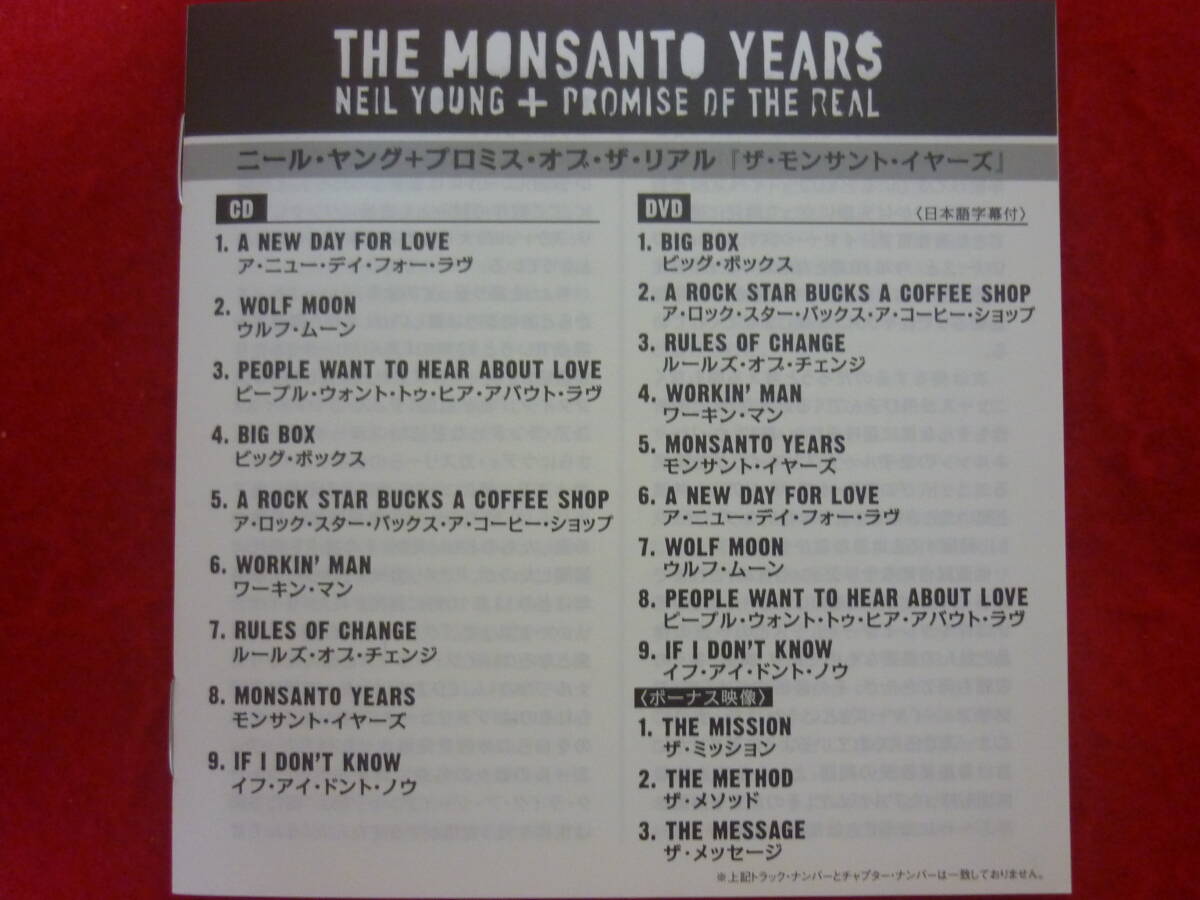 THE MONSANTO YEARS
NEIL YOUNG + PROMISE OF THE REAL
ニール・ヤング+プロミス・オブ・ザ・リアル『ザ・モンサント・イヤーズ』
CD
1. A NEW DAY FOR LOVE
ア・ニュー・デイ・フォー・ラヴ
2. WOLF MOON
ウルフ・ムーン
3. PEOPLE WANT TO HEAR ABOUT LOVE
ピープル・ウォント・トゥ・ヒア・アバウト・ラヴ
4. BIG BOX
ビッグ・ボックス
5. A ROCK STAR BUCKS A COFFEE SHOP
ア・ロック・スター・バックス・ア・コーヒー・ショップ
6. WORKIN' MAN
ワーキン・マン
7. RULES OF CHANGE
ルールズ・オブ・チェンジ
8. MONSANTO YEARS
モンサント・イヤーズ
9. IF I DON'T KNOW
イフ・アイ・ドント・ノウ
DVD
〈日本語字幕付〉
1. BIG BOX
ビッグ・ボックス
2. A ROCK STAR BUCKS A COFFEE SHOP
ア・ロック・スター・バックス・ア・コーヒー・ショップ
3. RULES OF CHANGE
ルールズ・オブ・チェンジ
4. WORKIN' MAN
ワーキン・マン
5. MONSANTO YEARS
モンサント・イヤーズ
6. A NEW DAY FOR LOVE
ア・ニュー・デイ・フォー・ラヴ
7. WOLF MOON
ウルフ・ムーン
8. PEOPLE WANT TO HEAR ABOUT LOVE
ピープル・ウォント・トゥ・ヒア・アバウト・ラヴ
9. IF I DON'T KNOW
イフ・アイ・ドント・ノウ
〈ボーナス映像〉
1. THE MISSION
ザ・ミッション
2. THE METHOD
ザ・メソッド
3. THE MESSAGE
ザ・メッセージ
※上記トラック・ナンバーとチャプター・ナンバーは一致しておりません。